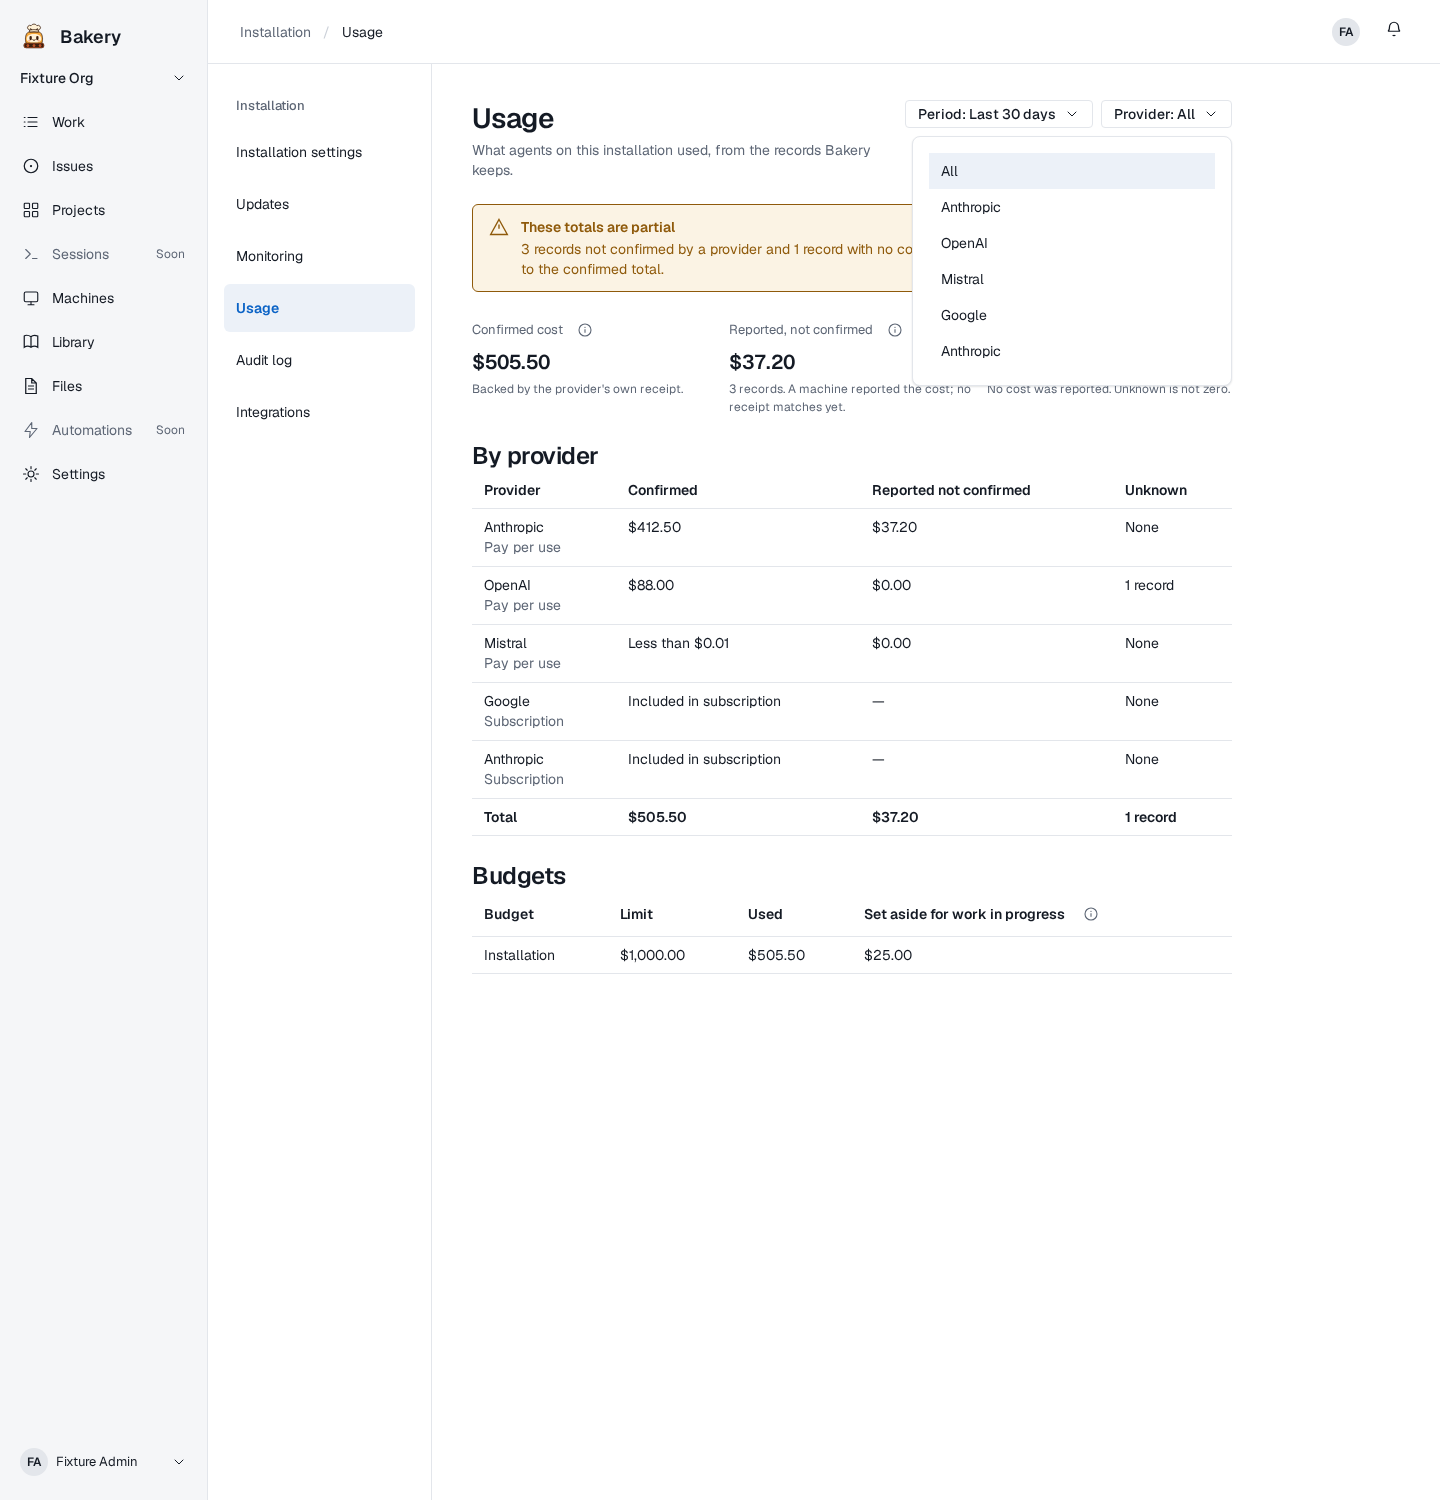 Bakery
Fixture Org
Work
Issues
Projects
Sessions Soon
Machines
Library
Files
Automations Soon
Settings
FA Fixture Admin
Installation / Usage
FA
Installation
Installation settings
Updates
Monitoring
Usage
Audit log
Integrations
Usage
What agents on this installation used, from the records Bakery
keeps.
Period: Last 30 days
Provider: All
All
Anthropic
OpenAI
Mistral
Google
Anthropic
These totals are partial
3 records not confirmed by a provider and 1 record with no
to the confirmed total.
Confirmed cost
$505.50
Backed by the provider's own receipt.
Reported, not confirmed
$37.20
3 records. A machine reported the cost; no
receipt matches yet.
No cost was reported. Unknown is not zero.
By provider
Provider Confirmed Reported not confirmed Unknown
Anthropic $412.50 $37.20 None
Pay per use
OpenAI $88.00 $0.00 1 record
Pay per use
Mistral Less than $0.01 $0.00 None
Pay per use
Google Included in subscription — None
Subscription
Anthropic Included in subscription — None
Subscription
Total $505.50 $37.20 1 record
Budgets
Budget Limit Used Set aside for work in progress
Installation $1,000.00 $505.50 $25.00